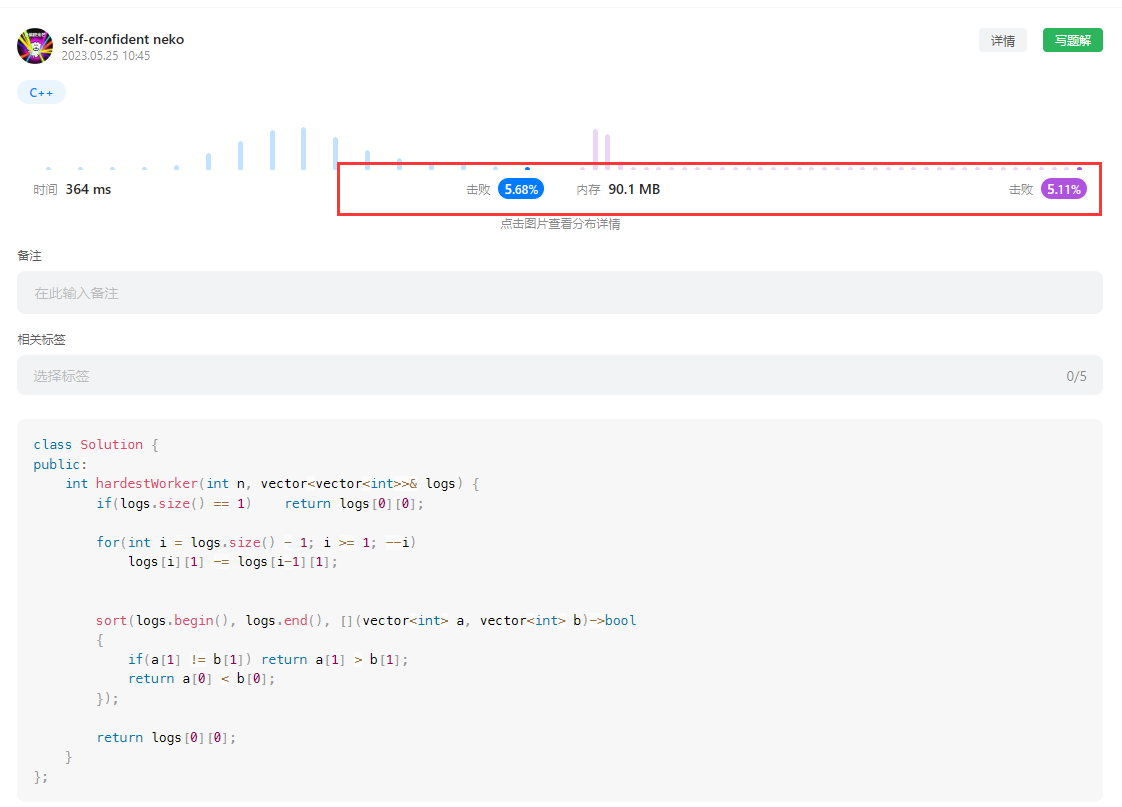 self-confident neko
2023.05.25 10:45
详情
写题解
C++
时间 364 ms
击败 5.68%
内存 90.1 MB
击败 5.11%
点击图片查看分布详情
备注
在此输入备注
相关标签
选择标签
0/5
class Solution {
public:
    int hardestWorker(int n, vector<vector<int>>& logs) {
        if(logs.size() == 1)    return logs[0][0];
        for(int i = logs.size() - 1; i >= 1; --i)
            logs[i][1] -= logs[i-1][1];
        sort(logs.begin(), logs.end(), [](vector<int> a, vector<int> b)->bool
        {
            if(a[1] != b[1]) return a[1] > b[1];
            return a[0] < b[0];
        });
        return logs[0][0];
    }
};